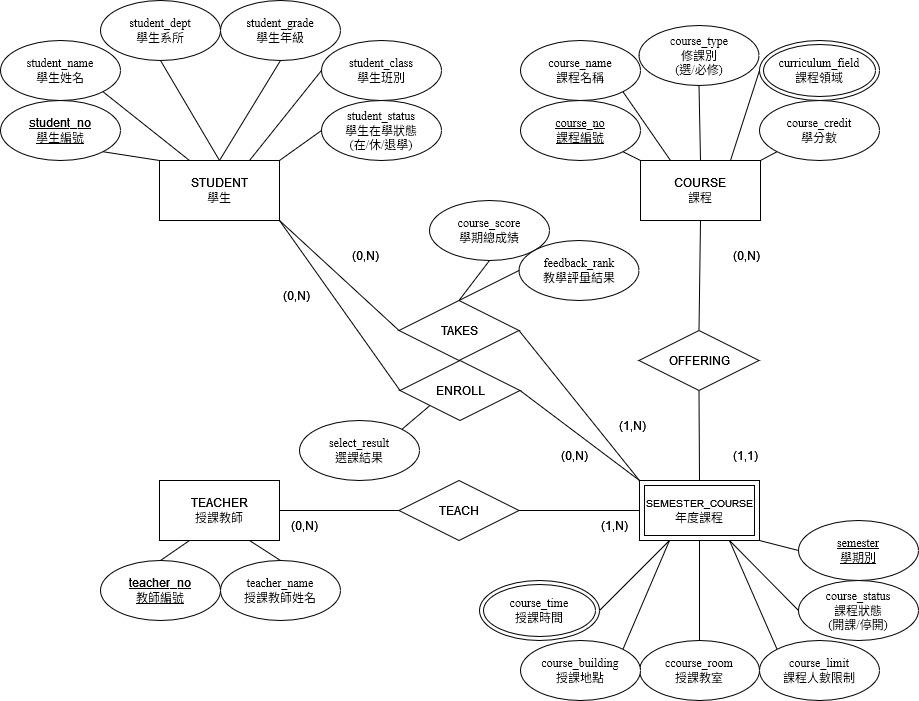 student_dept
學生系所
student_grade
學生年級
student_name
學生姓名
student_class
學生班別
student_no
學生編號
student_status
學生在學狀態
(在/休/退學)
STUDENT
學生
course_type
修課別
(選/必修)
course_name
課程名稱
curriculum_field
課程領域
course_no
課程編號
course_credit
學分數
COURSE
課程
course_score
學期總成績
feedback_rank
教學評量結果
(0,N)
(0,N)
(0,N)
TAKES
OFFERING
ENROLL
select_result
選課結果
(1,N)
(0,N)
(1,1)
TEACHER
授課教師
(0,N)
TEACH
(1,N)
SEMESTER_COURSE
年度課程
teacher_no
教師編號
teacher_name
授課教師姓名
semester
學期別
course_time
授課時間
course_status
課程狀態
(開課/停開)
course_building
授課地點
ccourse_room
授課教室
course_limit
課程人數限制